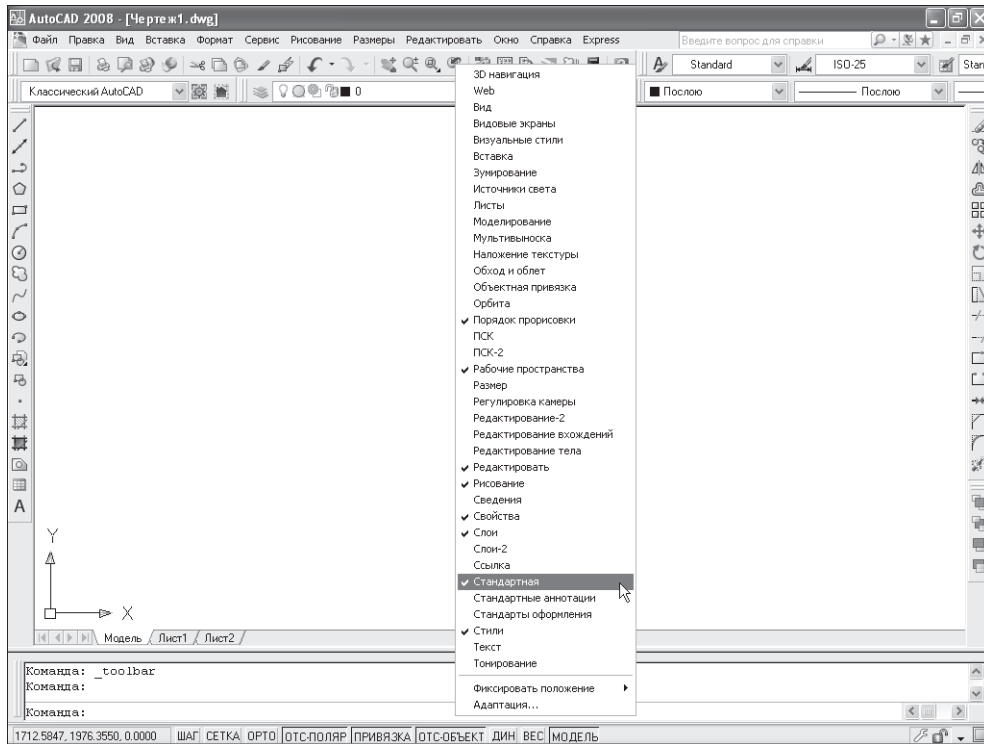 AutoCAD 2008 - [Чертеж1.dwg]
Файл Правка Вид Вставка Формат Сервис Рисование Размеры Редактировать Окно Справка Express Введите вопрос для справки
Standard ISO-25 Stan
Классический AutoCAD 0 Послою Послою
3D навигация
Web
Вид
Видовые экраны
Визуальные стили
Вставка
Зумирование
Источники света
Листы
Моделирование
Мультивыноска
Наложение текстуры
Обход и облет
Объектная привязка
Орбита
Порядок прорисовки
ПСК
ПСК-2
Рабочие пространства
Размер
Регулировка камеры
Редактирование-2
Редактирование вхождений
Редактирование тела
Редактировать
Рисование
Сведения
Свойства
Слои
Слои-2
Ссылка
Стандартная
Стандартные аннотации
Стандарты оформления
Стили
Текст
Тонирование
Фиксировать положение
Адаптация...
A
Y
X
Модель Лист1 Лист2
Команда: _toolbar
Команда:
Команда:
1712.5847, 1976.3550, 0.0000 ШАГ СЕТКА ОРТО ОТС-ПОЛЯР ПРИВЯЗКА ОТС-ОБЪЕКТ ДИН ВЕС МОДЕЛЬ